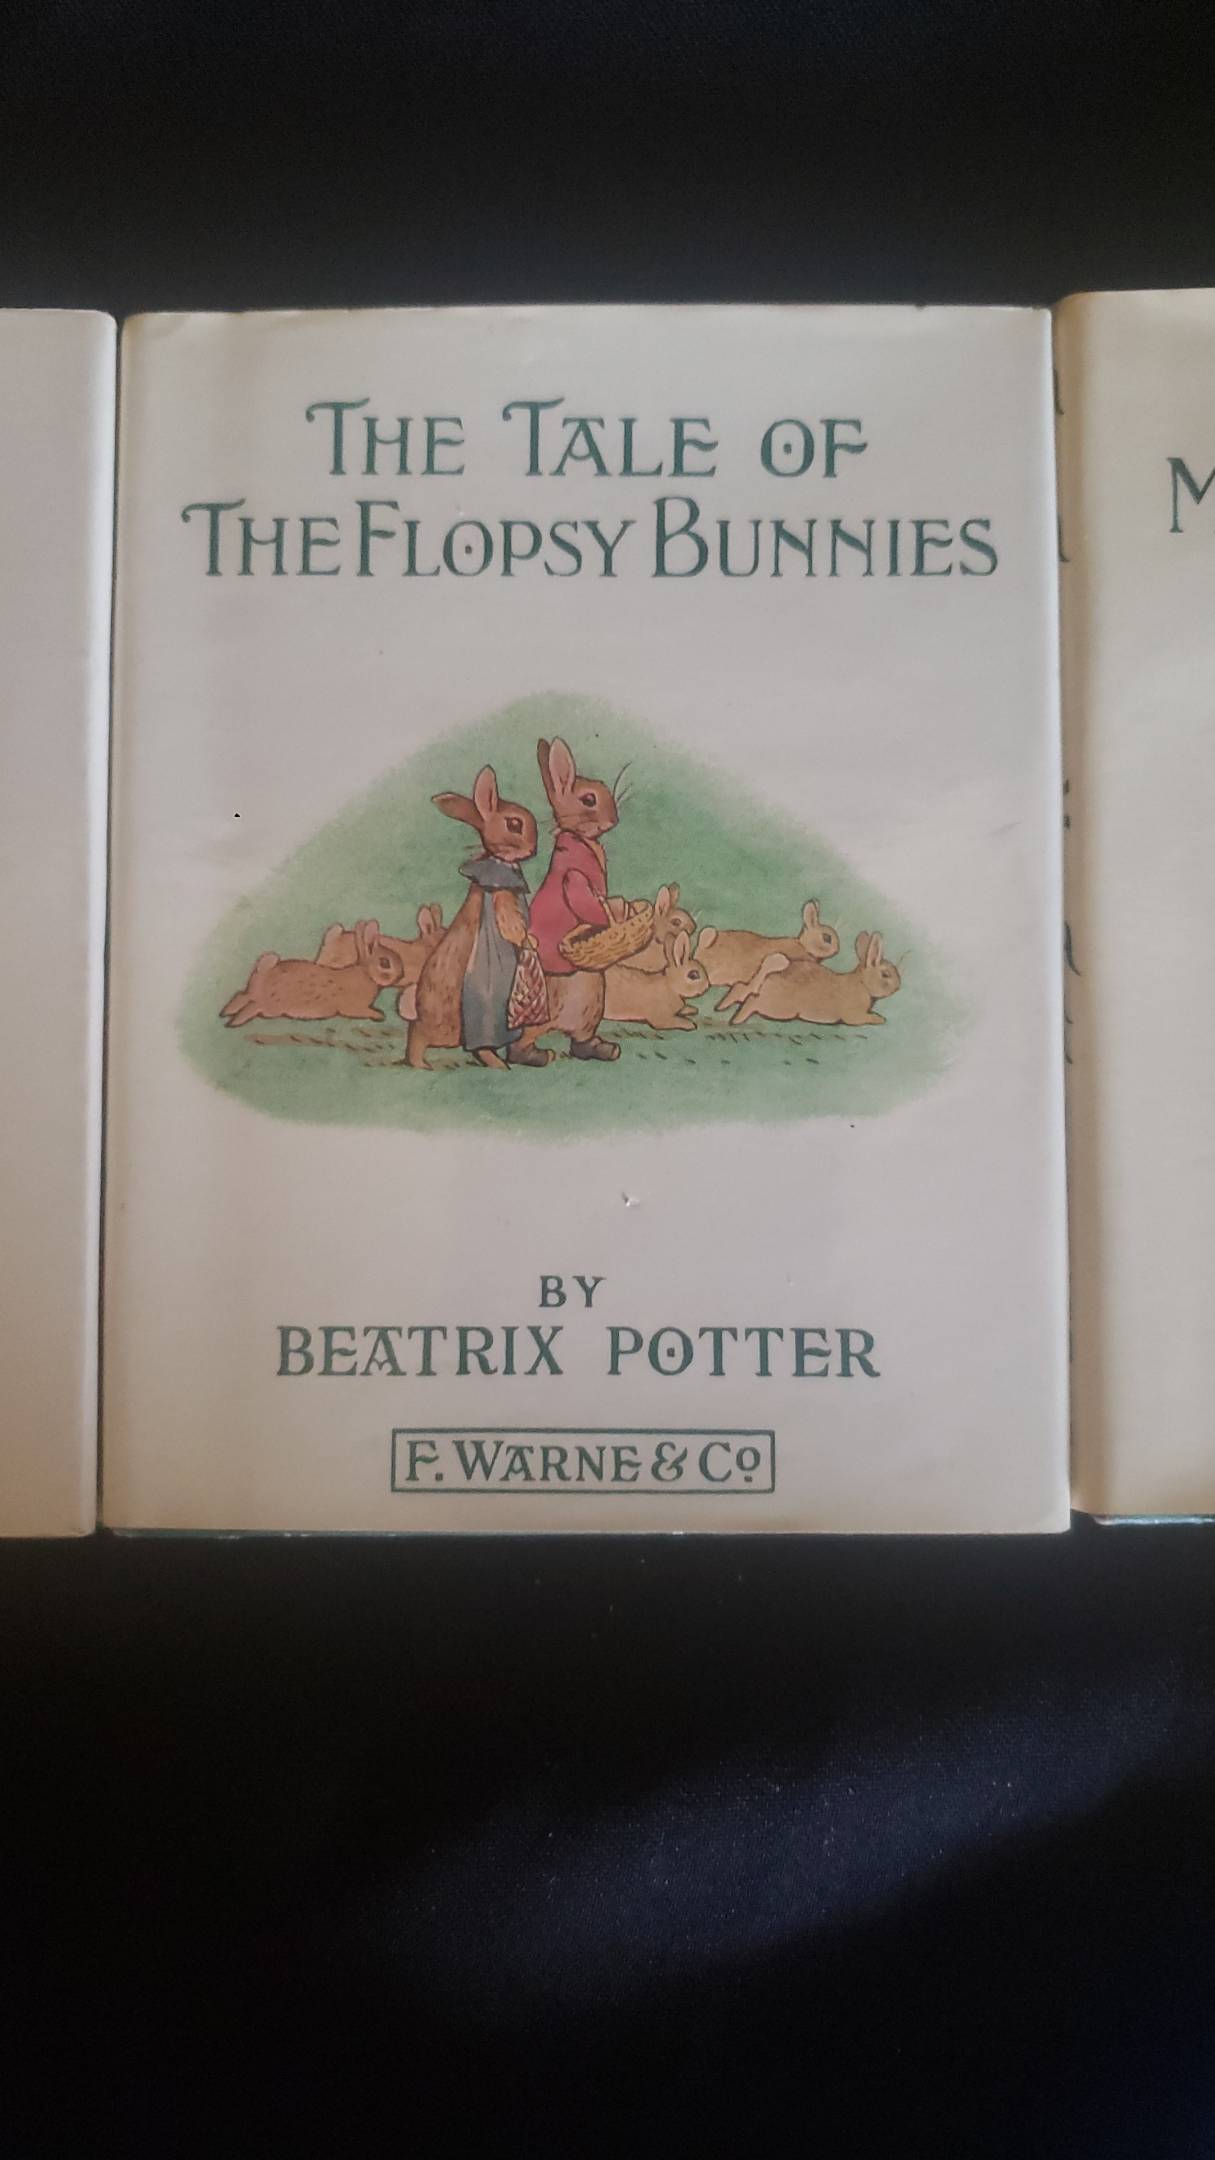 THE TALE OF
THE FLOPSY BUNNIES
BY
BEATRIX POTTER
F. WARNE & Co.
M